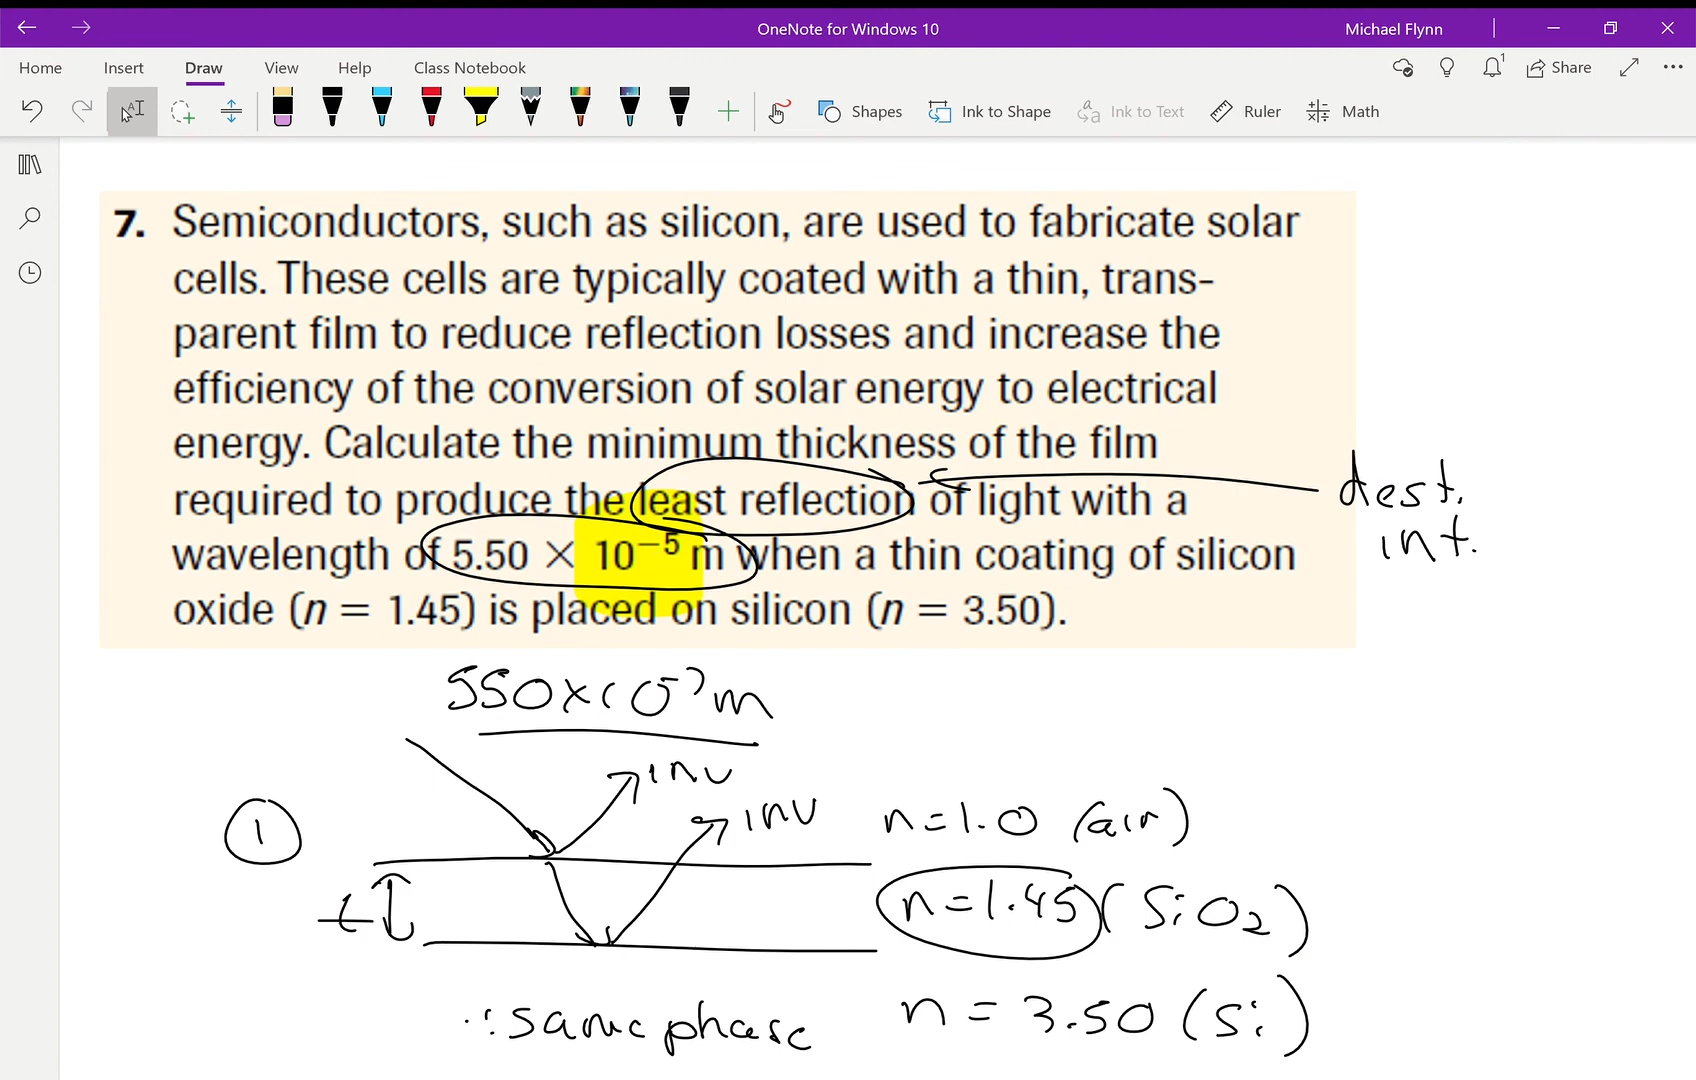 OneNote for Windows 10
Michael Flynn
Home Insert Draw View Help Class Notebook
1
Share
Shapes Ink to Shape Ink to Text Ruler Math
7. Semiconductors, such as silicon, are used to fabricate solar
cells. These cells are typically coated with a thin, trans-
parent film to reduce reflection losses and increase the
efficiency of the conversion of solar energy to electrical
energy. Calculate the minimum thickness of the film
required to produce the least reflection of light with a
wavelength of 5.50 × 10⁻⁵ m when a thin coating of silicon
oxide (n = 1.45) is placed on silicon (n = 3.50).
dest.
int.
550x10⁻⁷m
1
inv
inv
n=1.0 (air)
t
n=1.45 (SiO2)
∴ same phase
n = 3.50 (Si)